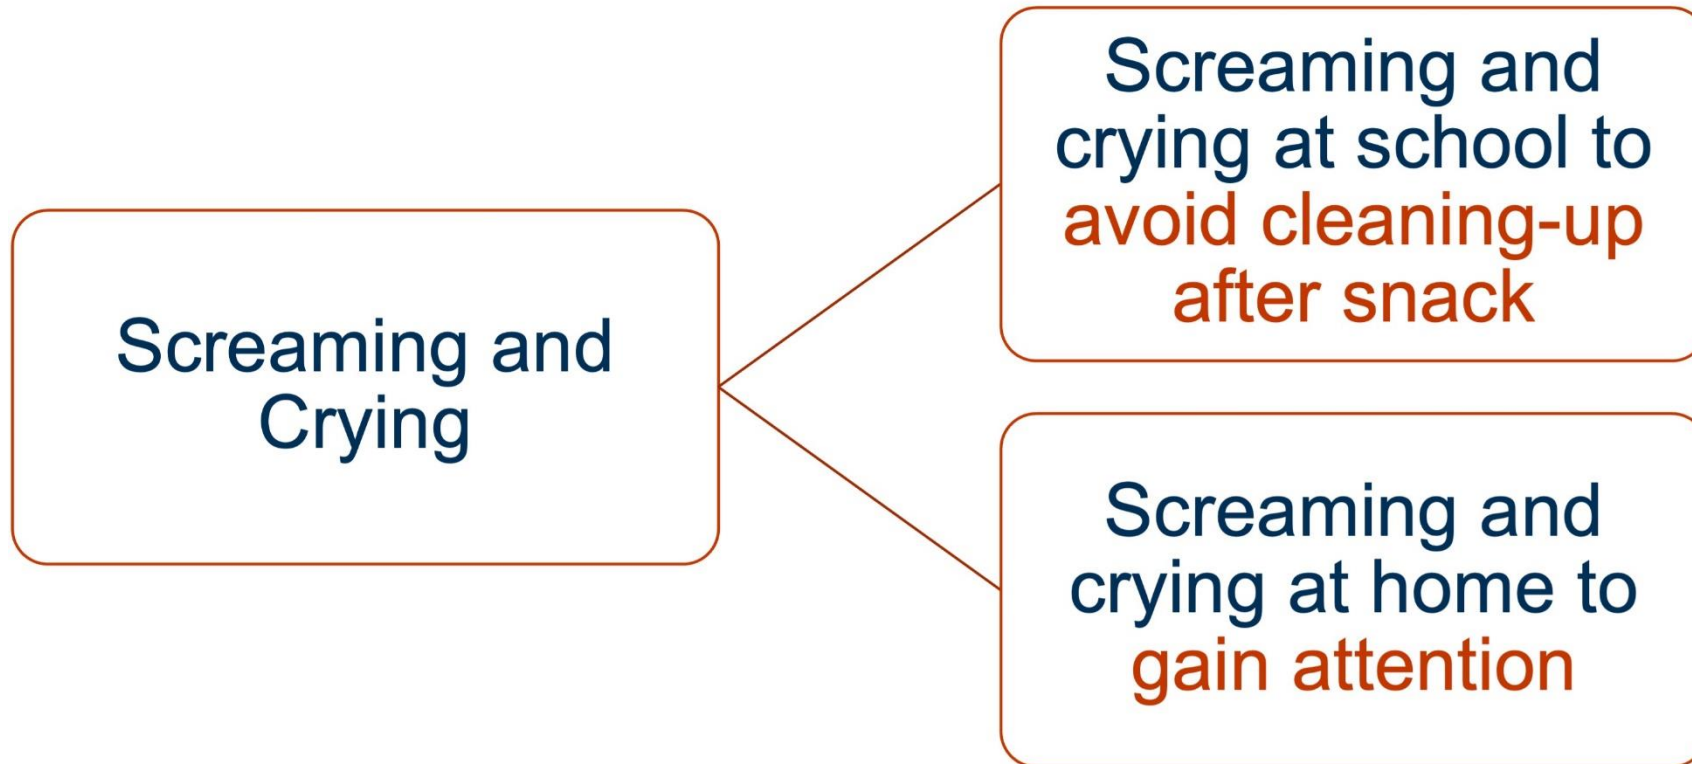 Screaming and
Crying
Screaming and
crying at school to
avoid cleaning-up
after snack
Screaming and
crying at home to
gain attention